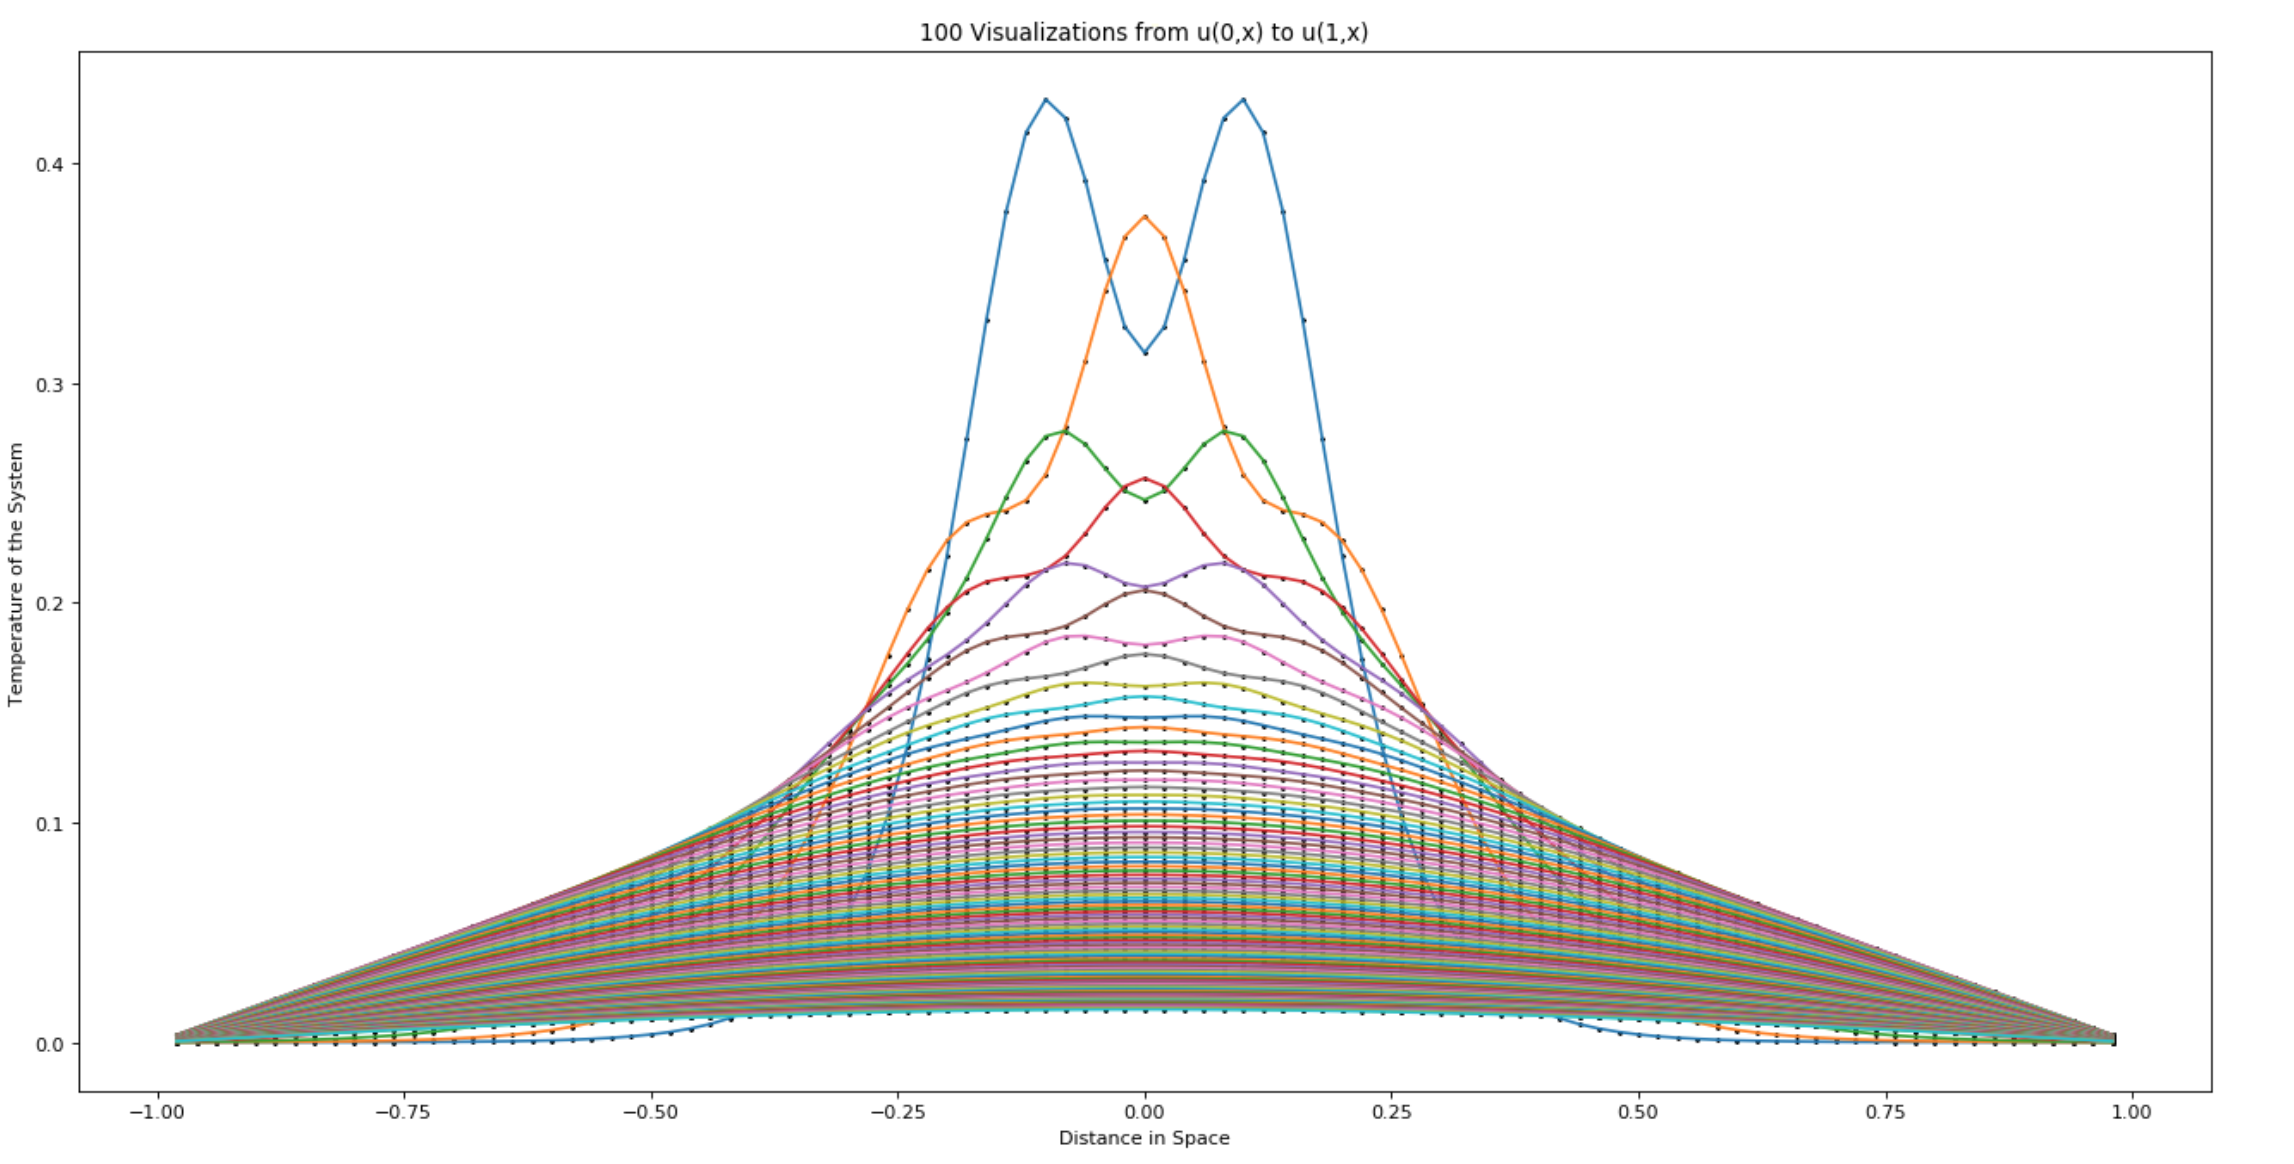 100 Visualizations from u(0,x) to u(1,x)
Temperature of the System
0.4
0.3
0.2
0.1
0.0
−1.00 −0.75 −0.50 −0.25 0.00 0.25 0.50 0.75 1.00
Distance in Space